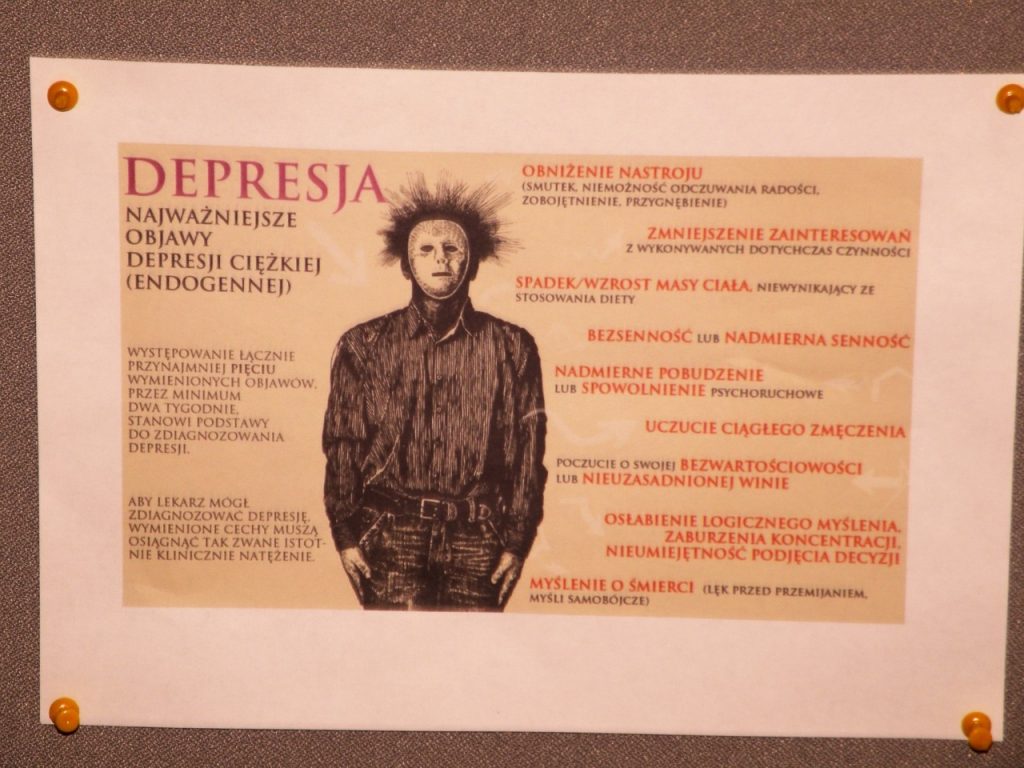 DEPRESJA
NAJWAŻNIEJSZE
OBJAWY
DEPRESJI CIĘŻKIEJ
(ENDOGENNEJ)
WYSTĘPOWANIE ŁĄCZNIE
PRZYNAJMNIEJ PIĘCIU
WYMIENIONYCH OBJAWÓW,
PRZEZ MINIMUM
DWA TYGODNIE,
STANOWI PODSTAWY
DO ZDIAGNOZOWANIA
DEPRESJI.
ABY LEKARZ MÓGŁ
ZDIAGNOZOWAĆ DEPRESJĘ,
WYMIENIONE CECHY MUSZĄ
OSIĄGNĄĆ TAK ZWANE ISTOT-
NIE KLINICZNIE NATĘŻENIE.
OBNIŻENIE NASTROJU
(SMUTEK, NIEMOŻNOŚĆ ODCZUWANIA RADOŚCI,
ZOBOJĘTNIENIE, PRZYGNĘBIENIE)
ZMNIEJSZENIE ZAINTERESOWAŃ
Z WYKONYWANYCH DOTYCHCZAS CZYNNOŚCI
SPADEK/WZROST MASY CIAŁA, NIEWYNIKAJĄCY ZE
STOSOWANIA DIETY
BEZSENNOŚĆ LUB NADMIERNA SENNOŚĆ
NADMIERNE POBUDZENIE
LUB SPOWOLNIENIE PSYCHORUCHOWE
UCZUCIE CIĄGŁEGO ZMĘCZENIA
POCZUCIE O SWOJEJ BEZWARTOŚCIOWOŚCI
LUB NIEUZASADNIONEJ WINIE
OSŁABIENIE LOGICZNEGO MYŚLENIA,
ZABURZENIA KONCENTRACJI,
NIEUMIEJĘTNOŚĆ PODJĘCIA DECYZJI
MYŚLENIE O ŚMIERCI (LĘK PRZED PRZEMIJANIEM,
MYŚLI SAMOBÓJCZE)